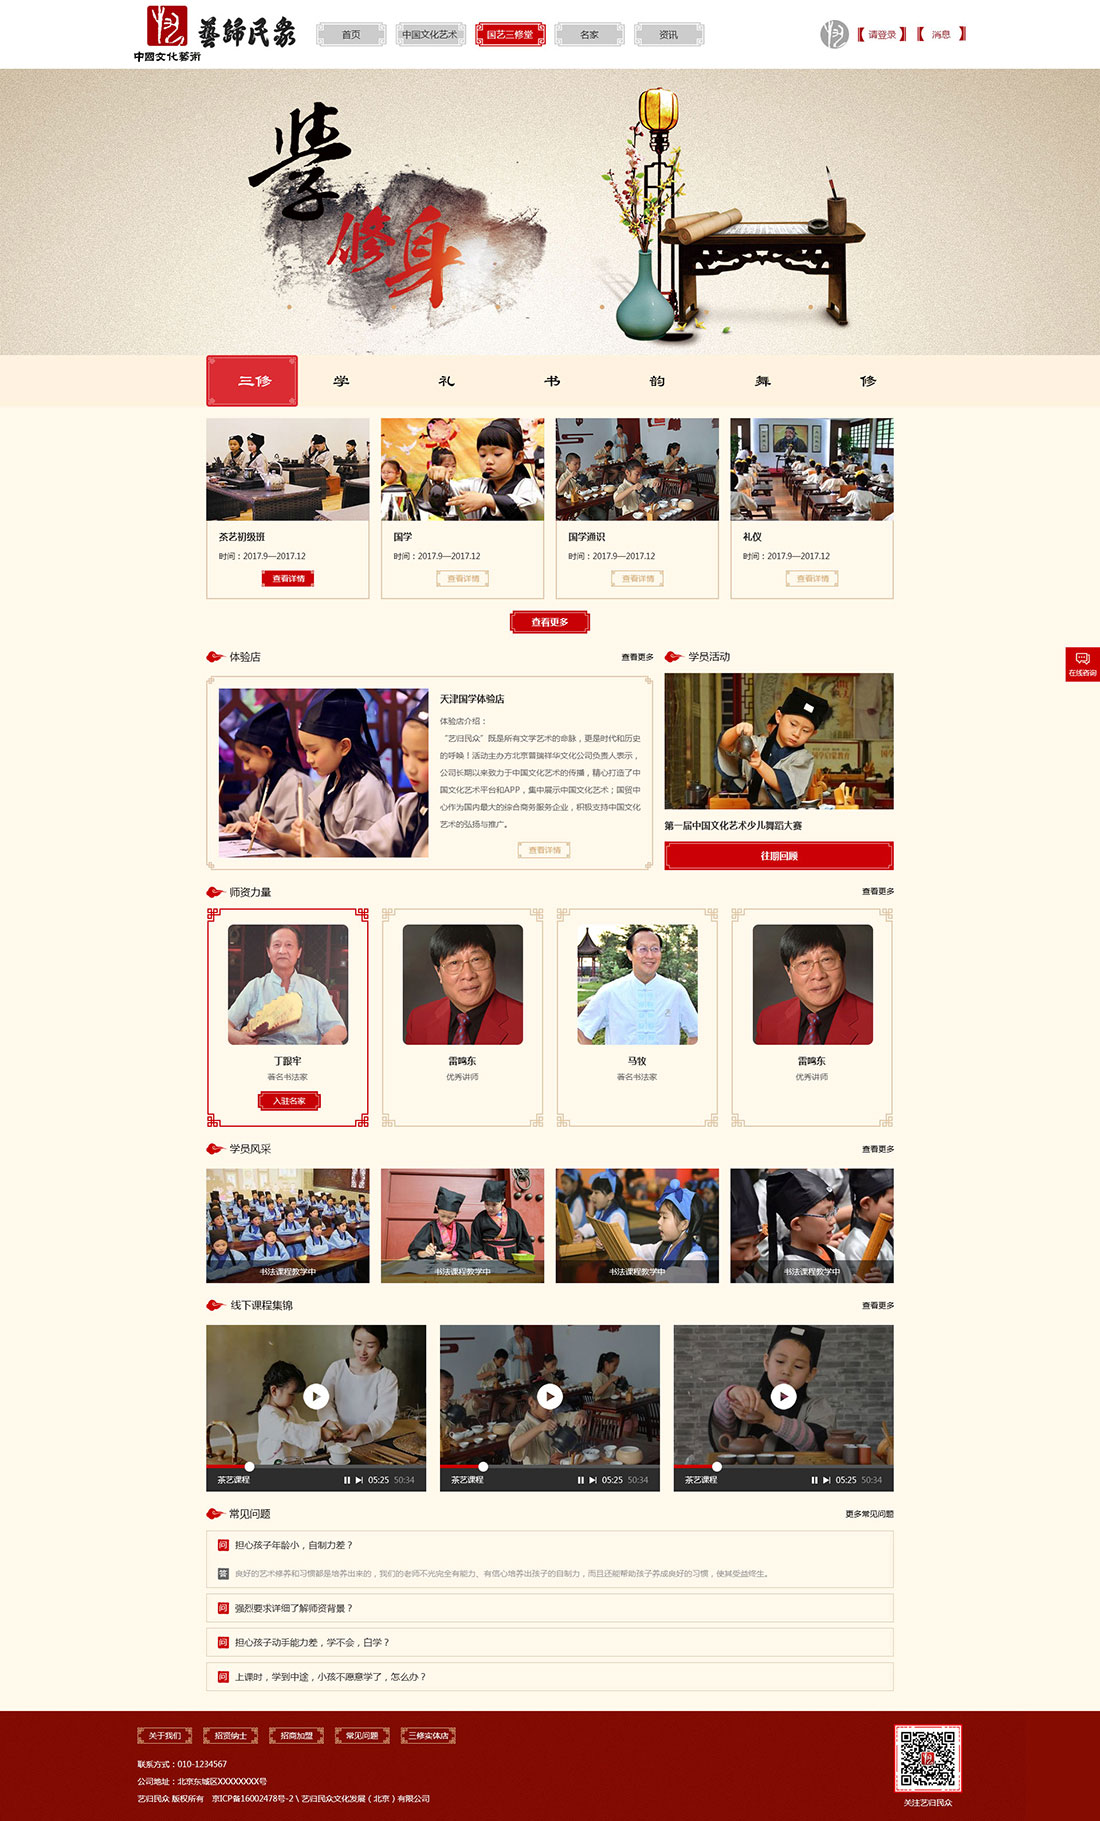 藝歸民衆
中國文化藝術
首页
中国文化艺术
国艺三修堂
名家
资讯
请登录
消息
学
修身
三修
学
礼
书
韵
舞
修
茶艺初级班
时间：2017.9—2017.12
查看详情
国学
时间：2017.9—2017.12
查看详情
国学通识
时间：2017.9—2017.12
查看详情
礼仪
时间：2017.9—2017.12
查看详情
查看更多
在线咨询
体验店
查看更多
天津国学体验店
体验店介绍：
“艺归民众”既是所有文学艺术的命脉，更是时代和历史
的呼唤！活动主办方北京普瑞祥华文化公司负责人表示，
公司长期以来致力于中国文化艺术的传播，精心打造了中
国文化艺术平台和APP，集中展示中国文化艺术；国贸中
心作为国内最大的综合商务服务企业，积极支持中国文化
艺术的弘扬与推广。
查看详情
学员活动
第一届中国文化艺术少儿舞蹈大赛
往期回顾
师资力量
查看更多
丁跟牢
著名书法家
入驻名家
雷鸣东
优秀讲师
马牧
著名书法家
雷鸣东
优秀讲师
学员风采
查看更多
书法课程教学中
书法课程教学中
书法课程教学中
书法课程教学中
线下课程集锦
查看更多
茶艺课程
05:25 50:34
茶艺课程
05:25 50:34
茶艺课程
05:25 50:34
常见问题
更多常见问题
问 担心孩子年龄小，自制力差？
答 良好的艺术修养和习惯都是培养出来的，我们的老师不光完全有能力、有信心培养出孩子的自制力，而且还能帮助孩子养成良好的习惯，使其受益终生。
问 强烈要求详细了解师资背景？
问 担心孩子动手能力差，学不会，白学？
问 上课时，学到中途，小孩不愿意学了，怎么办？
关于我们
招贤纳士
招商加盟
常见问题
三修实体店
联系方式：010-1234567
公司地址：北京东城区XXXXXXXX号
艺归民众 版权所有 京ICP备16002478号-2 \ 艺归民众文化发展（北京）有限公司
关注艺归民众